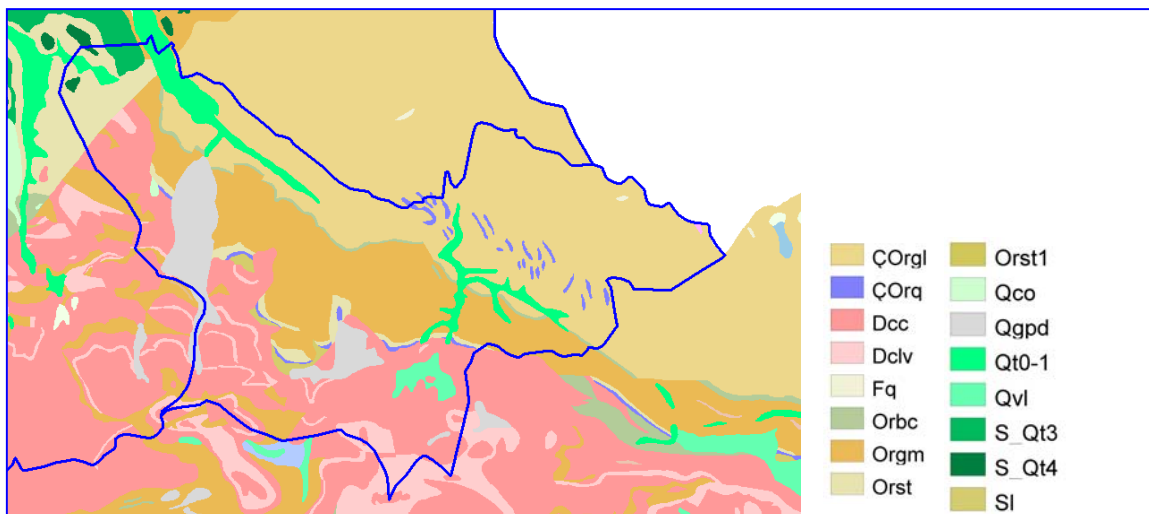 ÇOrgl
ÇOrq
Dcc
Dclv
Fq
Orbc
Orgm
Orst
Orst1
Qco
Qgpd
Qt0-1
Qvl
S_Qt3
S_Qt4
Sl